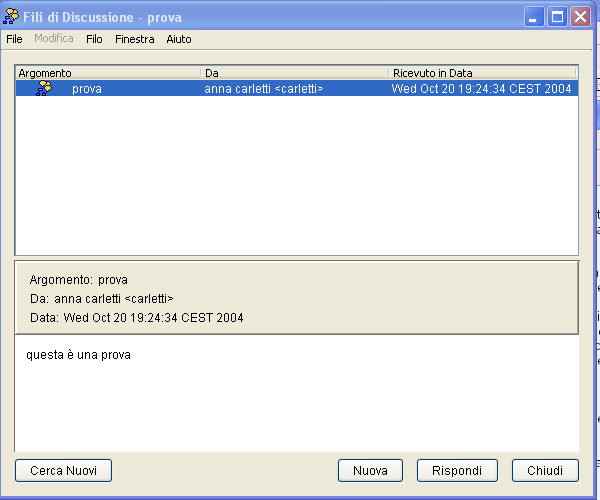 Fili di Discussione - prova
File Modifica Filo Finestra Aiuto
Argomento Da Ricevuto in Data
prova anna carletti <carletti> Wed Oct 20 19:24:34 CEST 2004
Argomento: prova
Da: anna carletti <carletti>
Data: Wed Oct 20 19:24:34 CEST 2004
questa è una prova
Cerca Nuovi Nuova Rispondi Chiudi